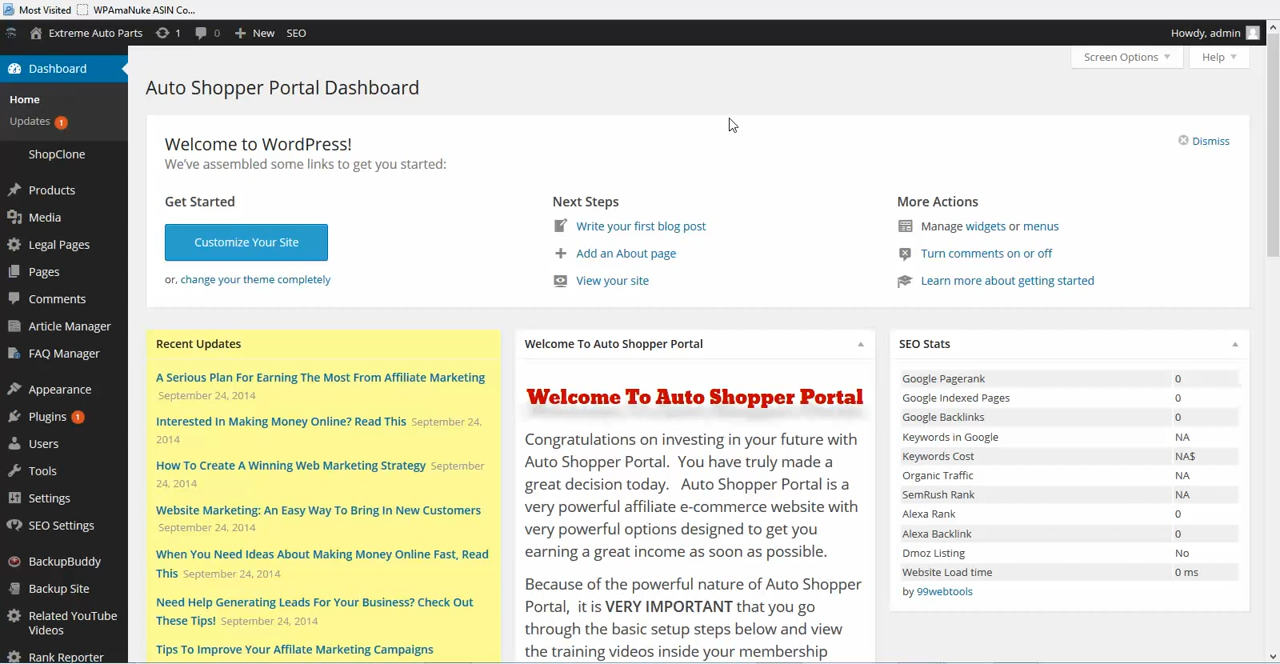 Most Visited WPAmaNuke ASIN Co...
Extreme Auto Parts 1 0 New SEO Howdy, admin
Dashboard
Home
Updates 1
ShopClone
Products
Media
Legal Pages
Pages
Comments
Article Manager
FAQ Manager
Appearance
Plugins 1
Users
Tools
Settings
SEO Settings
BackupBuddy
Backup Site
Related YouTube
Videos
Rank Reporter
Screen Options Help
Auto Shopper Portal Dashboard
Welcome to WordPress!
We've assembled some links to get you started:
Dismiss
Get Started
Customize Your Site
or, change your theme completely
Next Steps
Write your first blog post
Add an About page
View your site
More Actions
Manage widgets or menus
Turn comments on or off
Learn more about getting started
Recent Updates
A Serious Plan For Earning The Most From Affiliate Marketing
September 24, 2014
Interested In Making Money Online? Read This September 24,
2014
How To Create A Winning Web Marketing Strategy September
24, 2014
Website Marketing: An Easy Way To Bring In New Customers
September 24, 2014
When You Need Ideas About Making Money Online Fast, Read
This September 24, 2014
Need Help Generating Leads For Your Business? Check Out
These Tips! September 24, 2014
Tips To Improve Your Affilate Marketing Campaigns
Welcome To Auto Shopper Portal
Welcome To Auto Shopper Portal
Congratulations on investing in your future with
Auto Shopper Portal. You have truly made a
great decision today. Auto Shopper Portal is a
very powerful affiliate e-commerce website with
very powerful options designed to get you
earning a great income as soon as possible.
Because of the powerful nature of Auto Shopper
Portal, it is VERY IMPORTANT that you go
through the basic setup steps below and view
the training videos inside your membership
SEO Stats
Google Pagerank 0
Google Indexed Pages 0
Google Backlinks 0
Keywords in Google NA
Keywords Cost NA$
Organic Traffic NA
SemRush Rank NA
Alexa Rank 0
Alexa Backlink 0
Dmoz Listing No
Website Load time 0 ms
by 99webtools